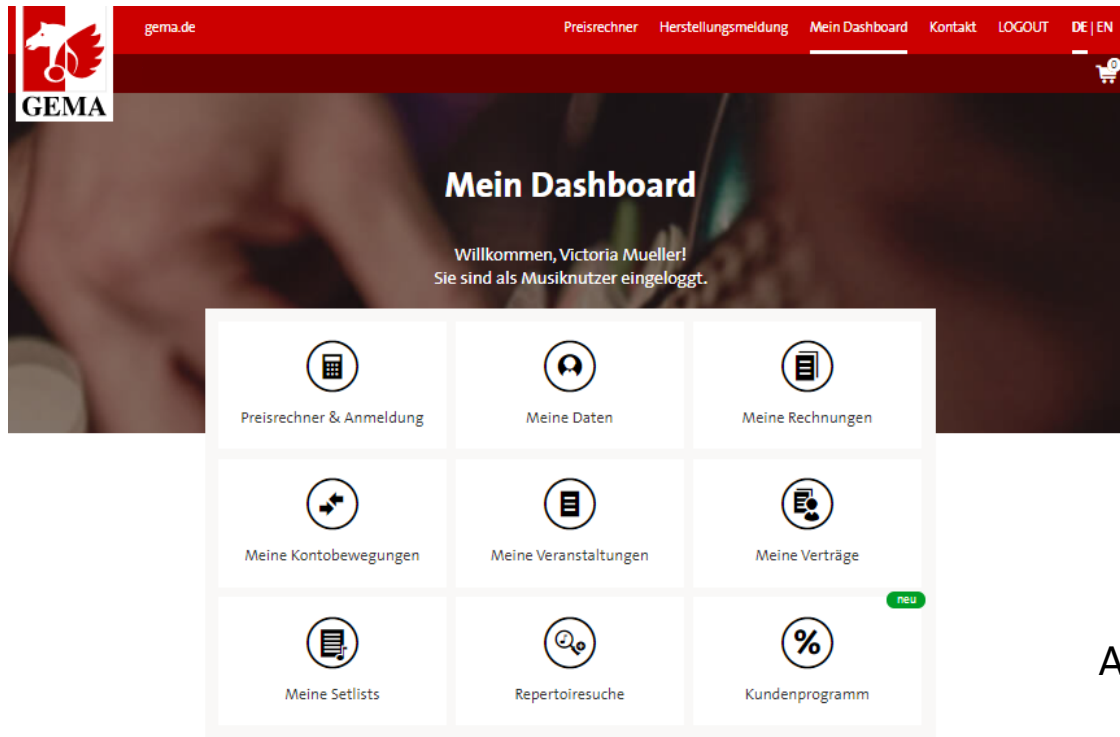 gema.de
Preisrechner Herstellungsmeldung Mein Dashboard Kontakt LOGOUT DE | EN
0
GEMA
Mein Dashboard
Willkommen, Victoria Mueller!
Sie sind als Musiknutzer eingeloggt.
Preisrechner & Anmeldung Meine Daten Meine Rechnungen
Meine Kontobewegungen Meine Veranstaltungen Meine Verträge
neu
%
A
Meine Setlists Repertoiresuche Kundenprogramm